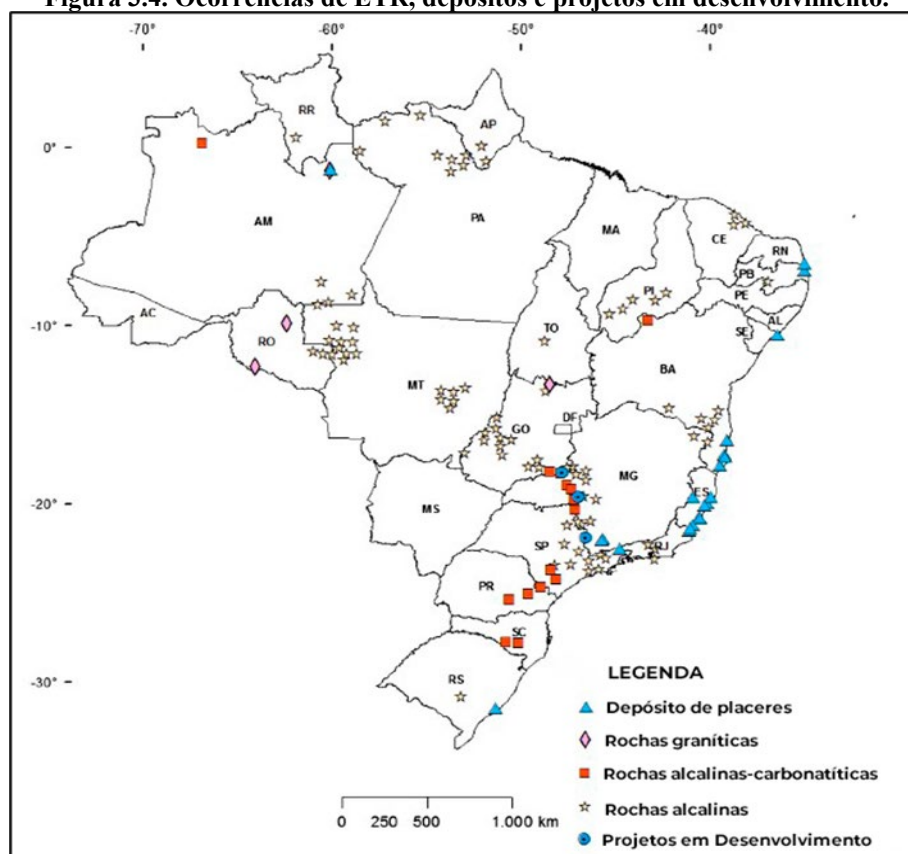 Figura 5.4: Ocorrências de ETR, depósitos e projetos em desenvolvimento.
-70 -60 -50 -40
RR
AP
0°
AM
PA
MA
CE
RN
PB
PI
PE
AC
AL
-10°
TO
SE
RO
BA
MT
GO
DF
MG
ES
-20°
MS
SP
RJ
PR
SC
LEGENDA
-30°
RS
Depósito de placeres
Rochas graníticas
Rochas alcalinas-carbonatíticas
Rochas alcalinas
0 250 500 1.000 km
Projetos em Desenvolvimento